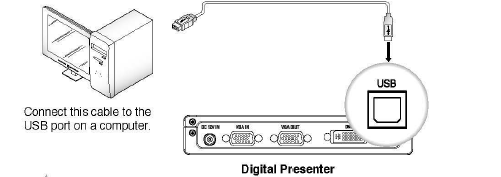 USB
Connect this cable to the
USB port on a computer.
DC 12V IN
VGA IN
VGA OUT
Digital Presenter